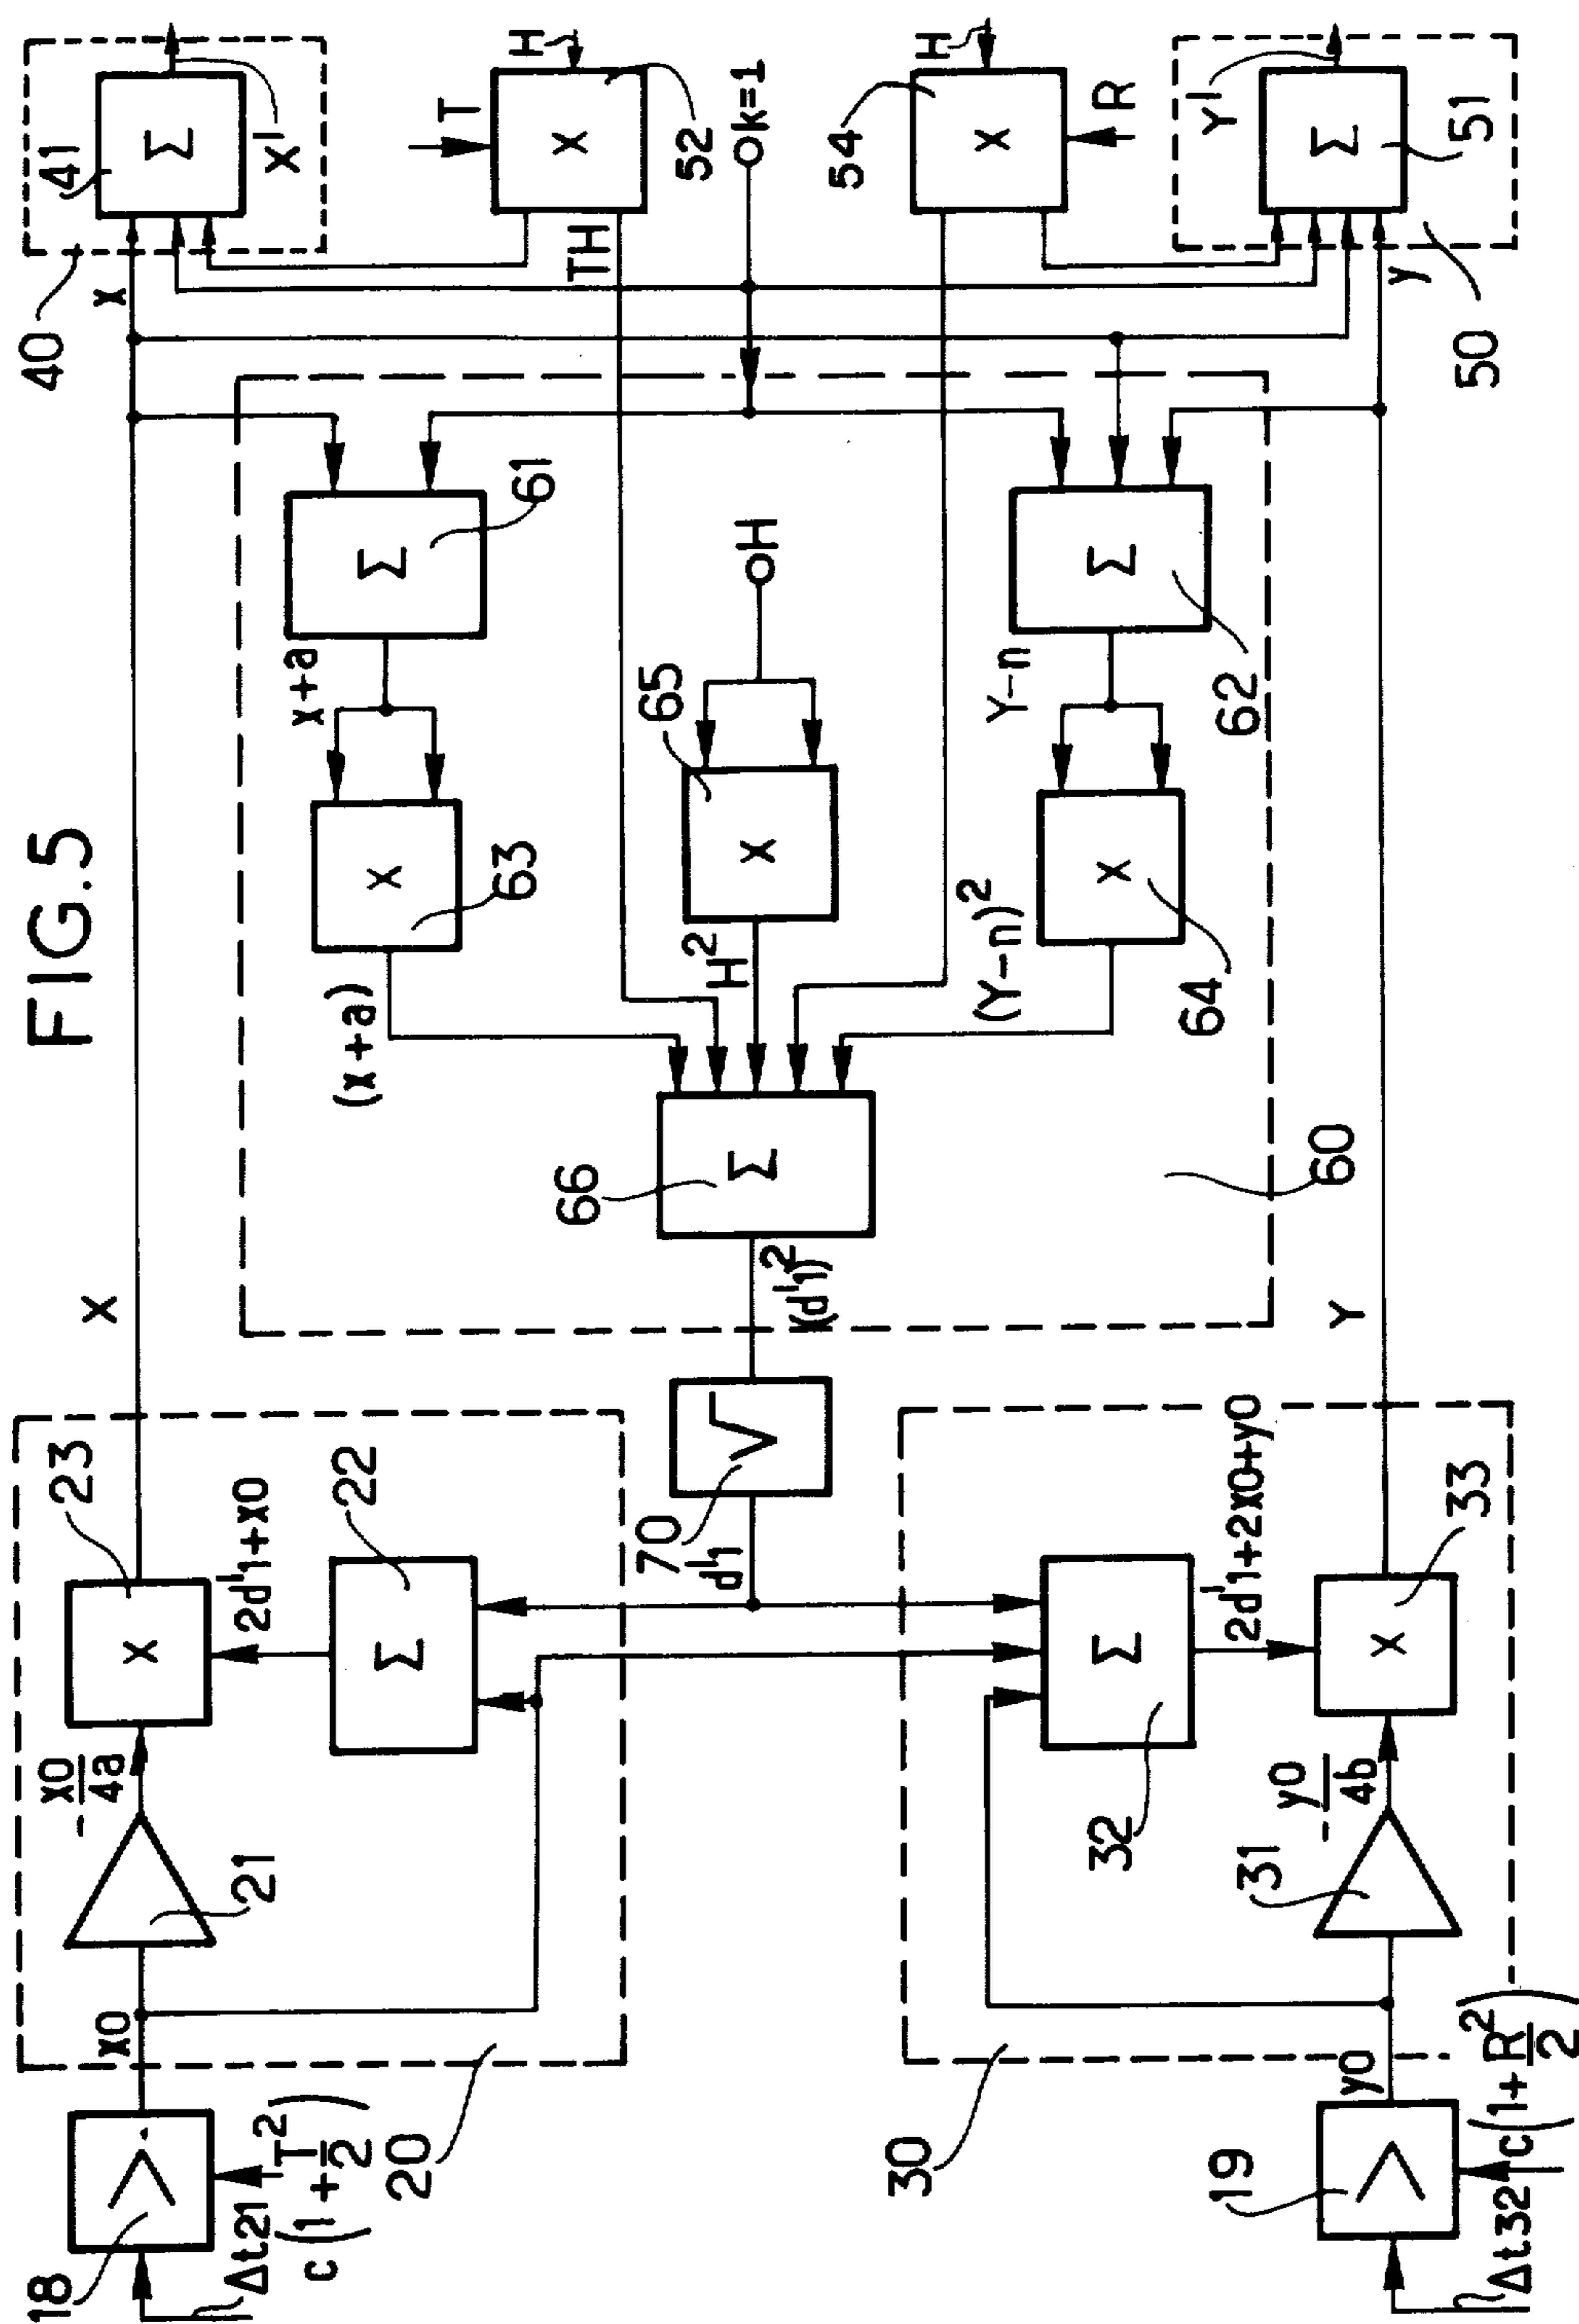 FIG.5
18
Δt21
c(1+T²/2)
x0
20
21
-x0/4a
23
X
2d'1+x0
22
Σ
X
70
√
d'1
(d'1)²
66
Σ
(x+a)
63
X
x+a
61
Σ
H²
65
X
H
(Y-n)²
64
X
Y-n
62
Σ
60
40
x
41
Σ
X'
T
H
X
52
TH
k=1
54
H
X
R
Y'
Σ
51
y
50
19
Δt32
c(1+R²/2)
y0
30
31
-y0/4b
32
Σ
2d'1+2x0+y0
33
X
Y